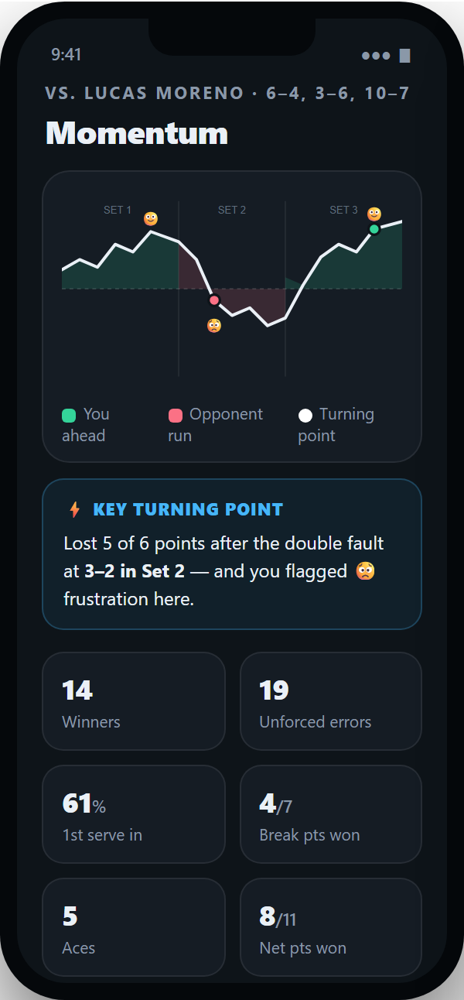 9:41
VS. LUCAS MORENO · 6–4, 3–6, 10–7
Momentum
SET 1 SET 2 SET 3
You ahead
Opponent run
Turning point
KEY TURNING POINT
Lost 5 of 6 points after the double fault
at 3–2 in Set 2 — and you flagged 😟
frustration here.
14
Winners
19
Unforced errors
61%
1st serve in
4/7
Break pts won
5
Aces
8/11
Net pts won